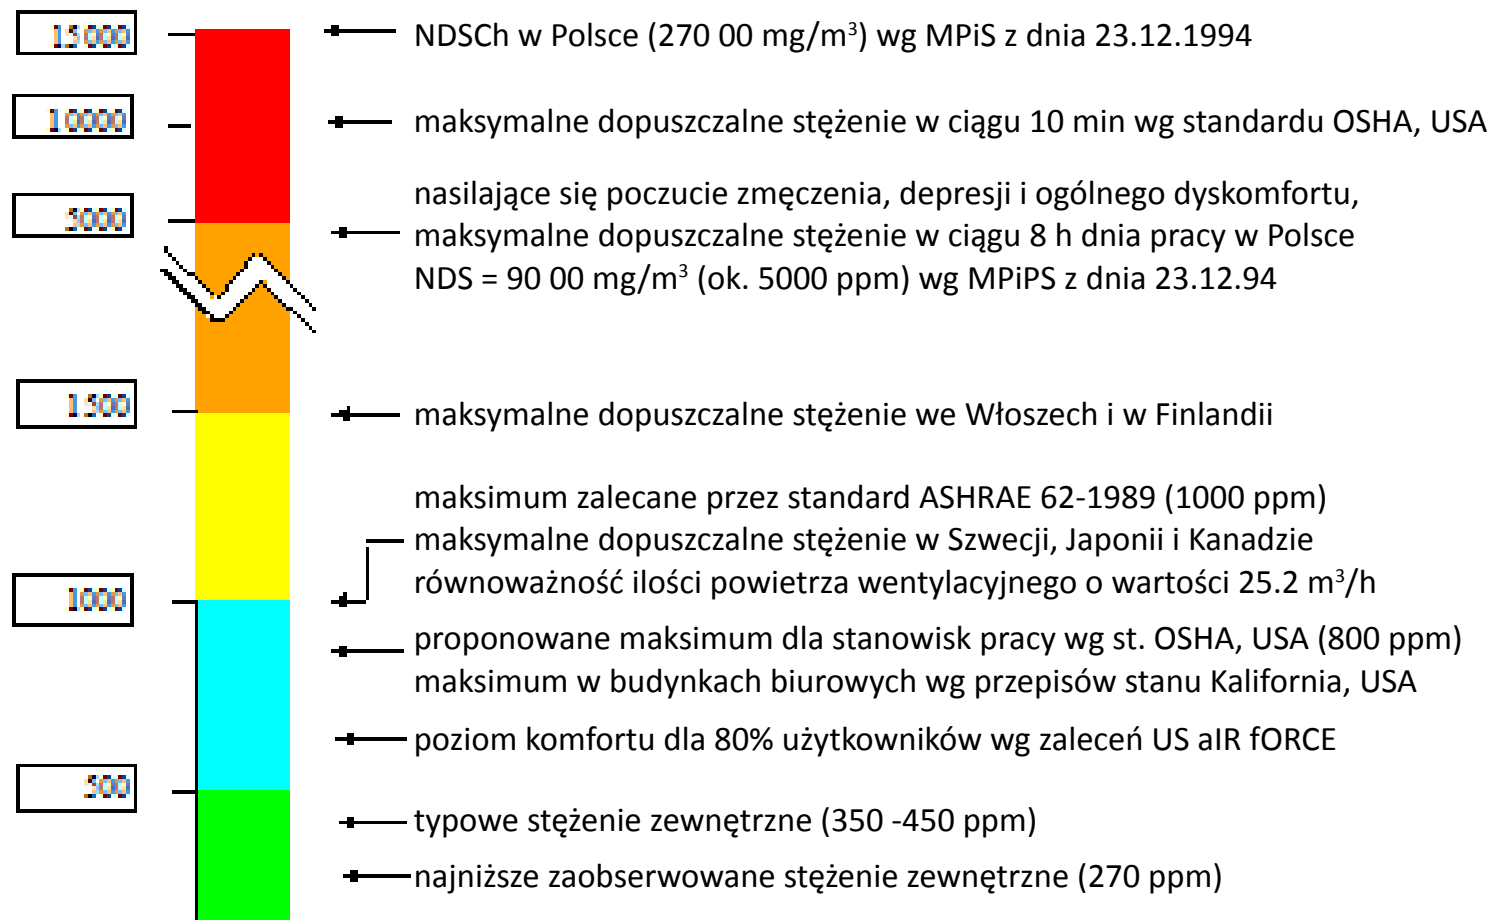 15000
NDSCh w Polsce (270 00 mg/m³) wg MPiS z dnia 23.12.1994
10000
maksymalne dopuszczalne stężenie w ciągu 10 min wg standardu OSHA, USA
nasilające się poczucie zmęczenia, depresji i ogólnego dyskomfortu,
5000
maksymalne dopuszczalne stężenie w ciągu 8 h dnia pracy w Polsce
NDS = 90 00 mg/m³ (ok. 5000 ppm) wg MPiPS z dnia 23.12.94
1500
maksymalne dopuszczalne stężenie we Włoszech i w Finlandii
maksimum zalecane przez standard ASHRAE 62-1989 (1000 ppm)
maksymalne dopuszczalne stężenie w Szwecji, Japonii i Kanadzie
równoważność ilości powietrza wentylacyjnego o wartości 25.2 m³/h
1000
proponowane maksimum dla stanowisk pracy wg st. OSHA, USA (800 ppm)
maksimum w budynkach biurowych wg przepisów stanu Kalifornia, USA
poziom komfortu dla 80% użytkowników wg zaleceń US aIR fORCE
500
typowe stężenie zewnętrzne (350 -450 ppm)
najniższe zaobserwowane stężenie zewnętrzne (270 ppm)